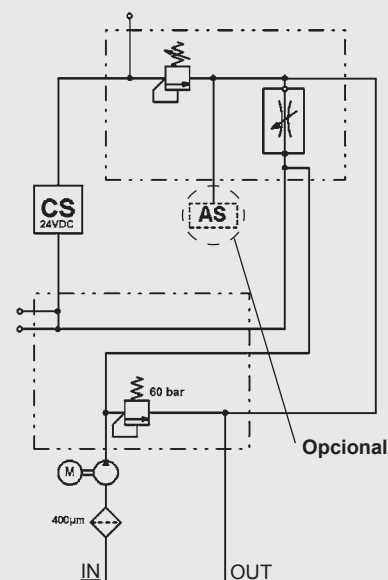 CS
24VDC
AS
60 bar
Opcional
M
400µm
IN
OUT